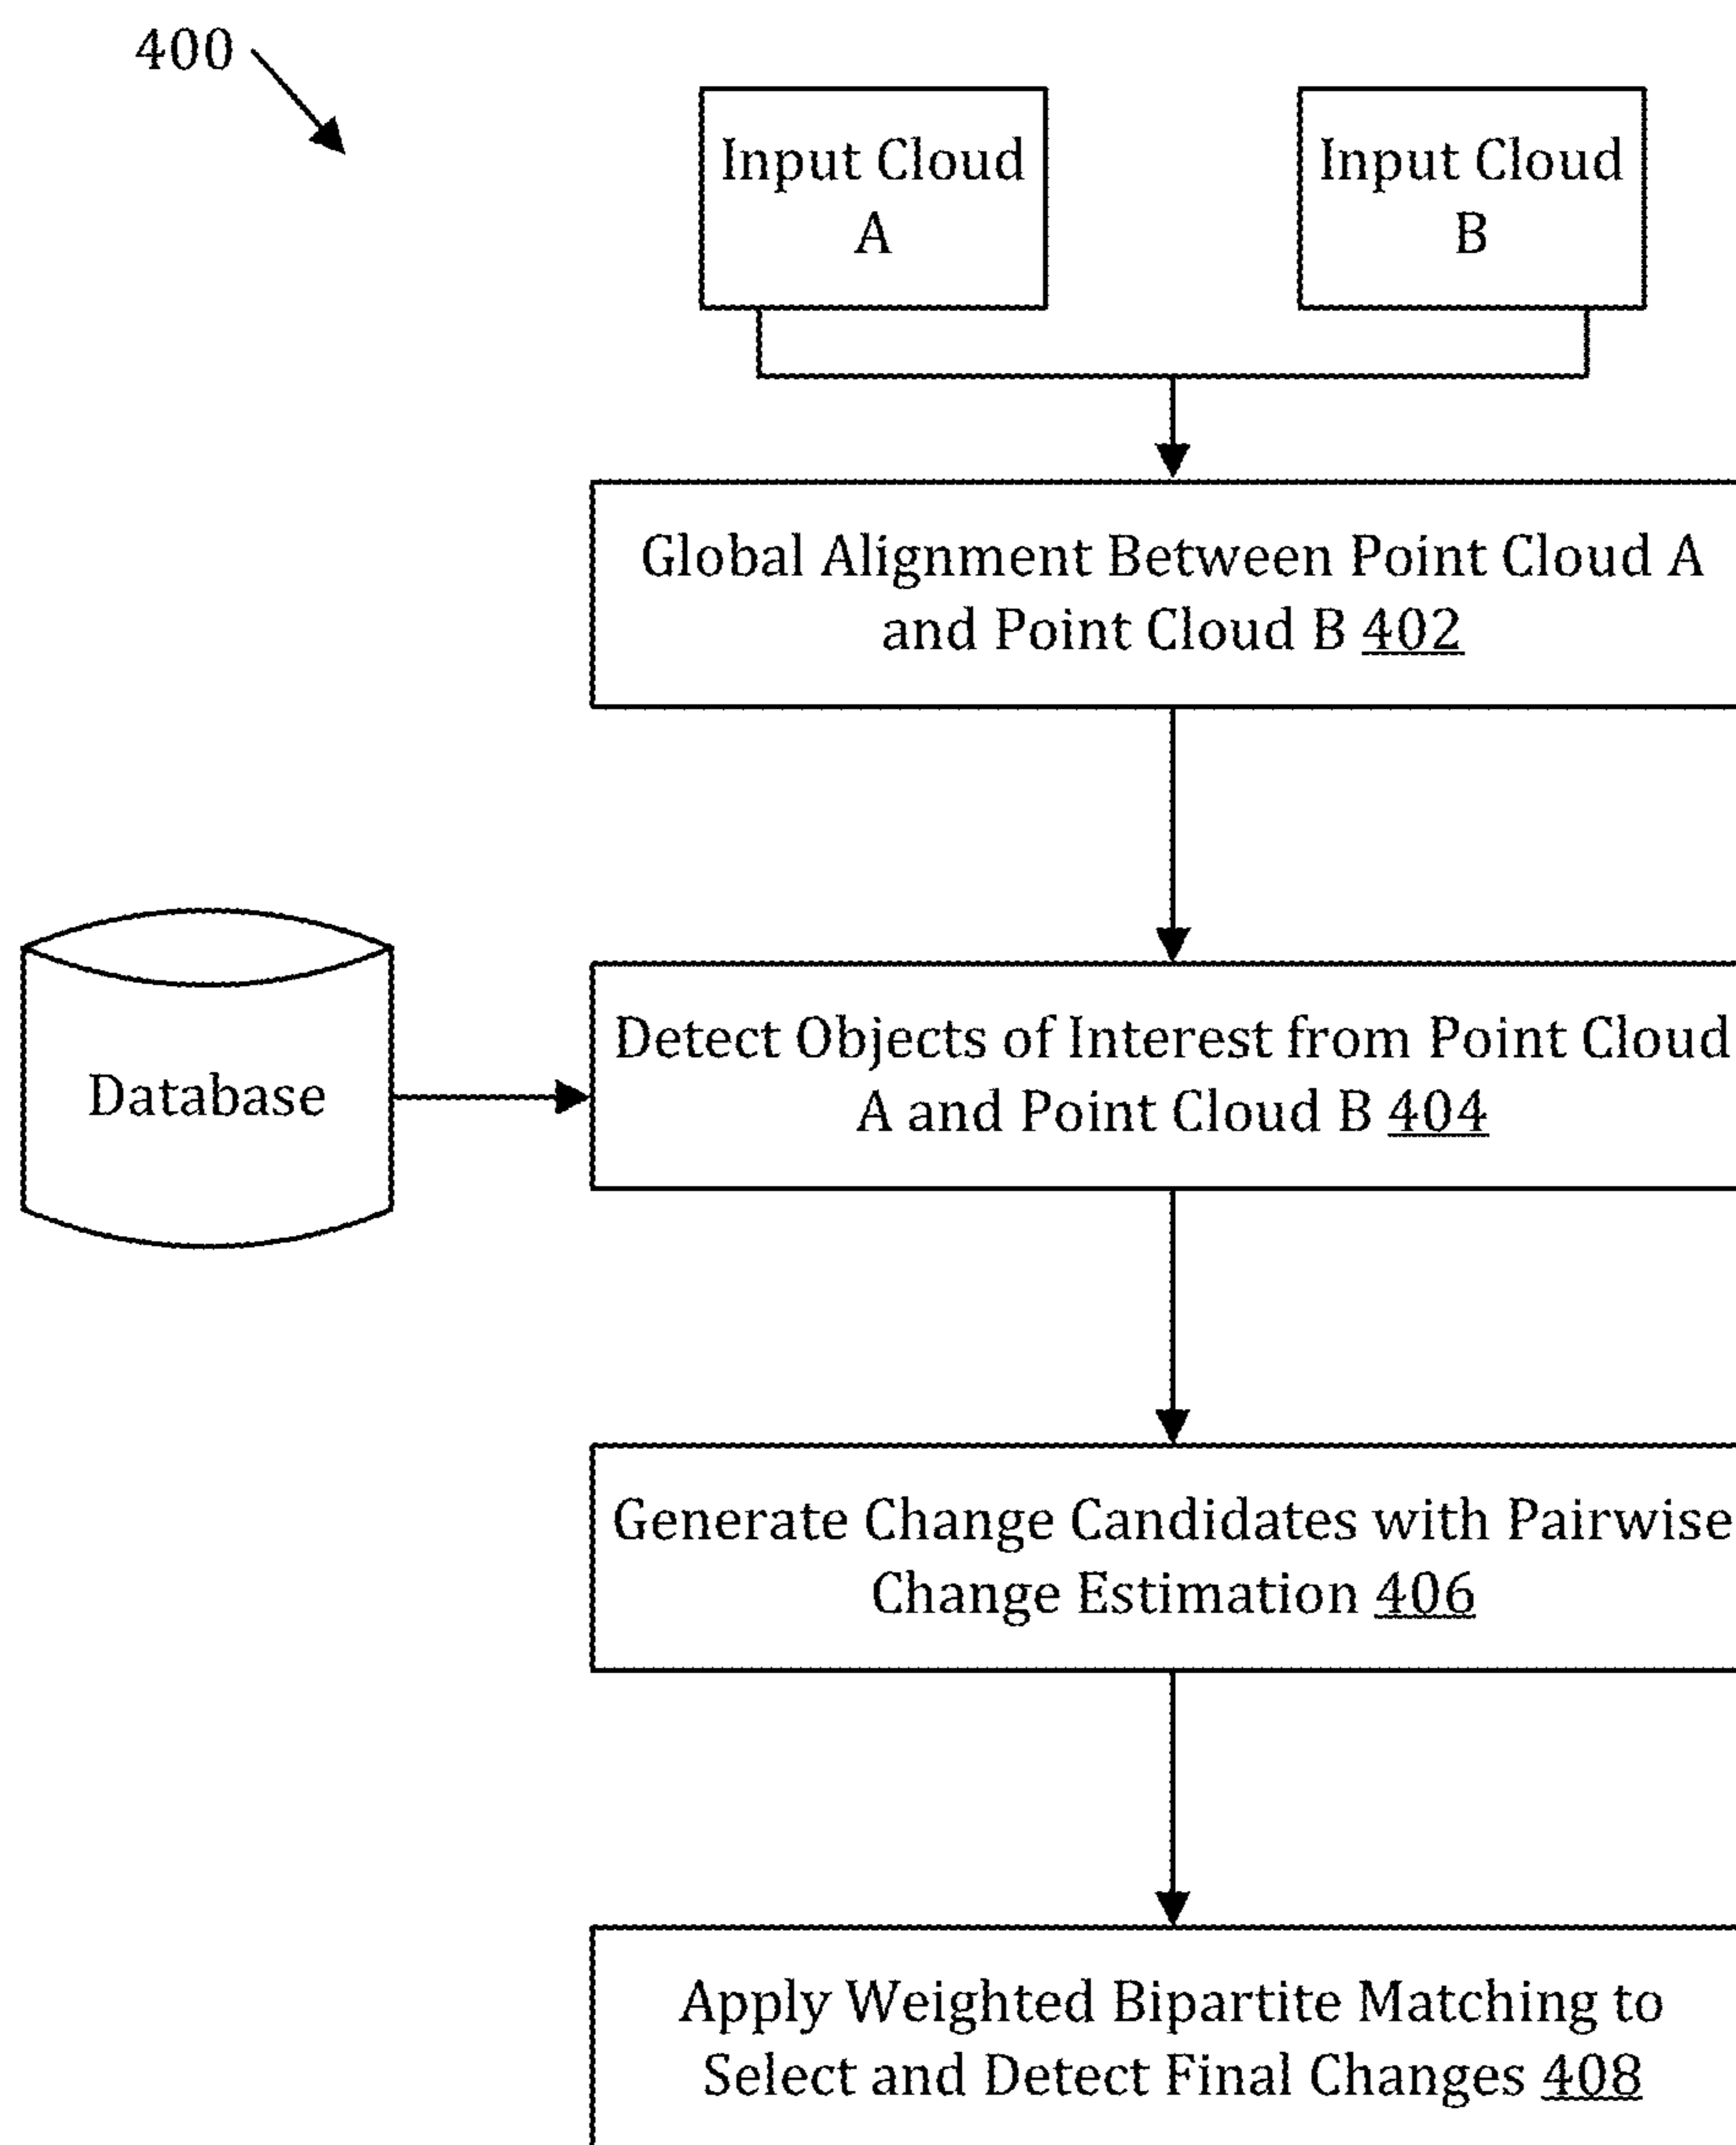 400
Input Cloud
A
Input Cloud
B
Global Alignment Between Point Cloud A
and Point Cloud B 402
Database
Detect Objects of Interest from Point Cloud
A and Point Cloud B 404
Generate Change Candidates with Pairwise
Change Estimation 406
Apply Weighted Bipartite Matching to
Select and Detect Final Changes 408